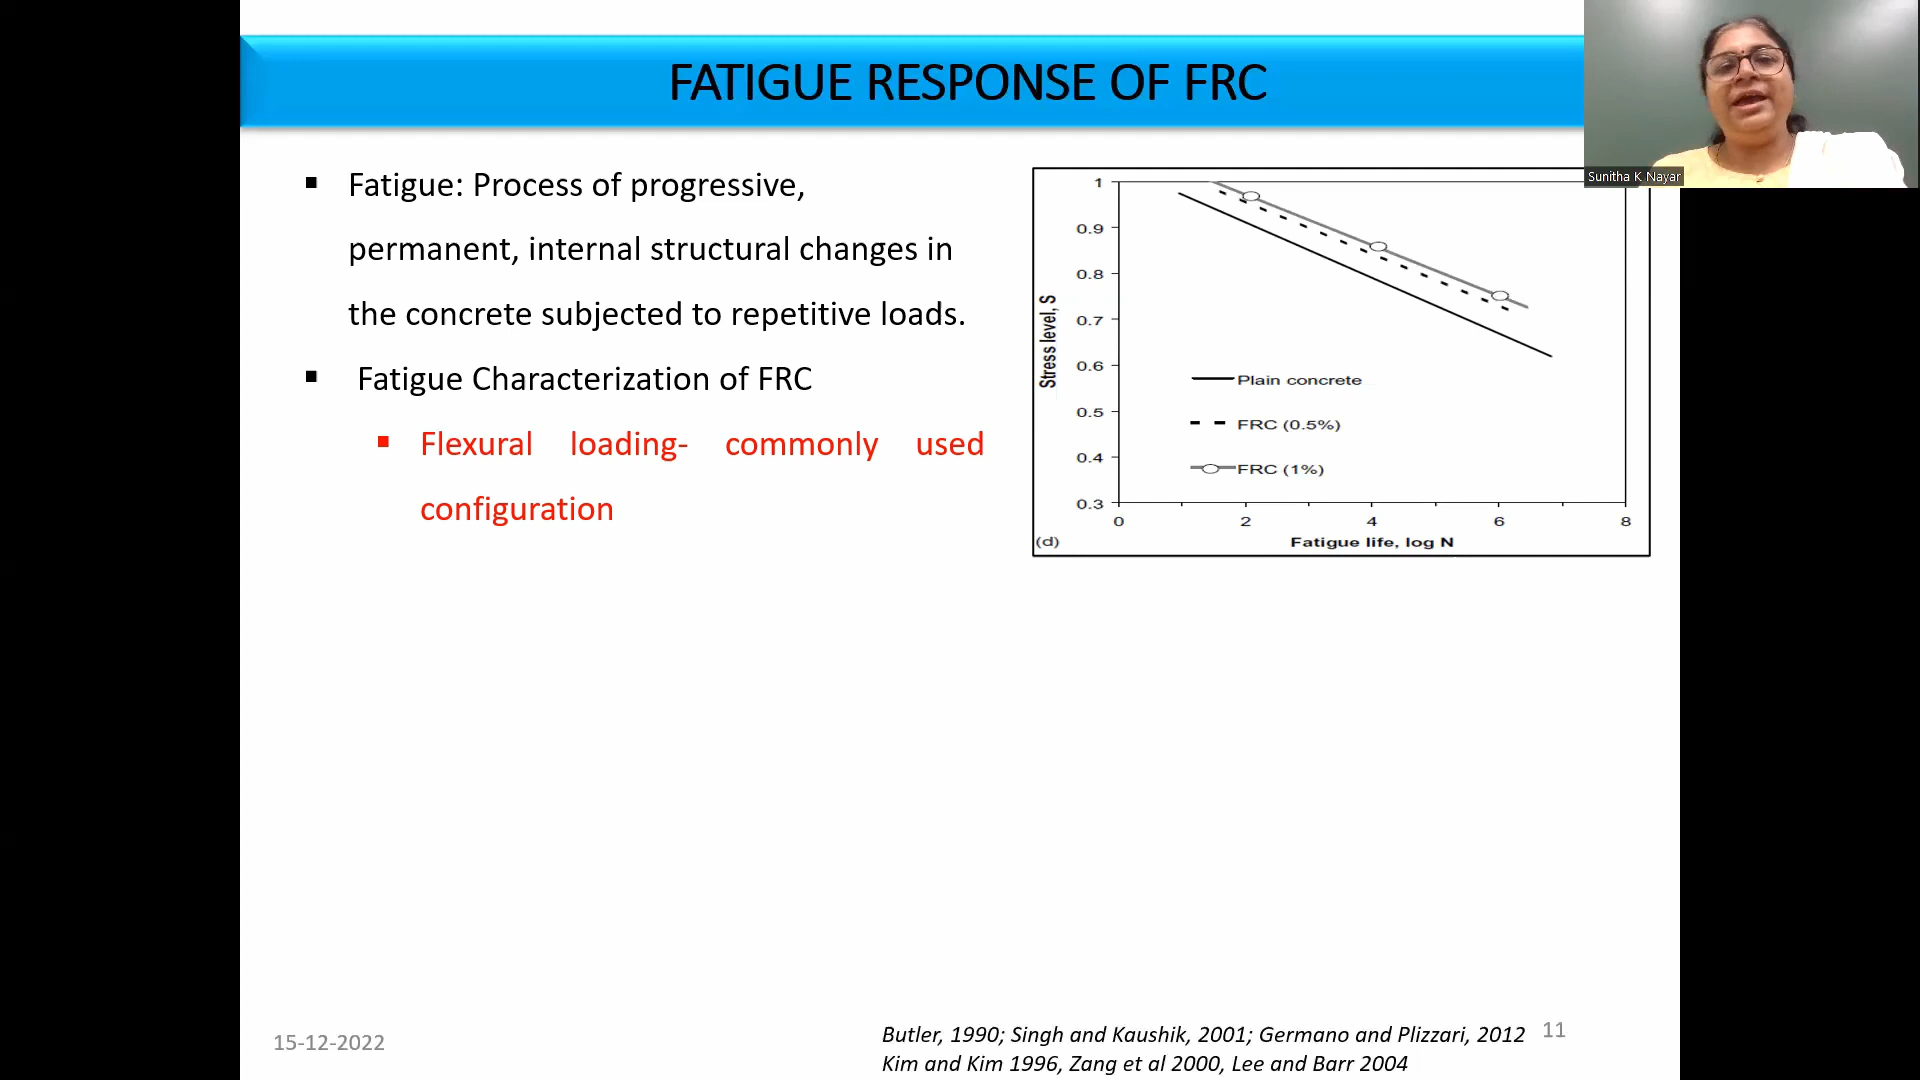 FATIGUE RESPONSE OF FRC
Sunitha K Nayar
▪ Fatigue: Process of progressive,
permanent, internal structural changes in
the concrete subjected to repetitive loads.
▪ Fatigue Characterization of FRC
▪ Flexural loading- commonly used
configuration
1
0.9
0.8
0.7
0.6
0.5
0.4
0.3
Stress level, S
Plain concrete
FRC (0.5%)
FRC (1%)
0 2 4 6 8
(d)
Fatigue life, log N
15-12-2022
Butler, 1990; Singh and Kaushik, 2001; Germano and Plizzari, 2012
Kim and Kim 1996, Zang et al 2000, Lee and Barr 2004
11